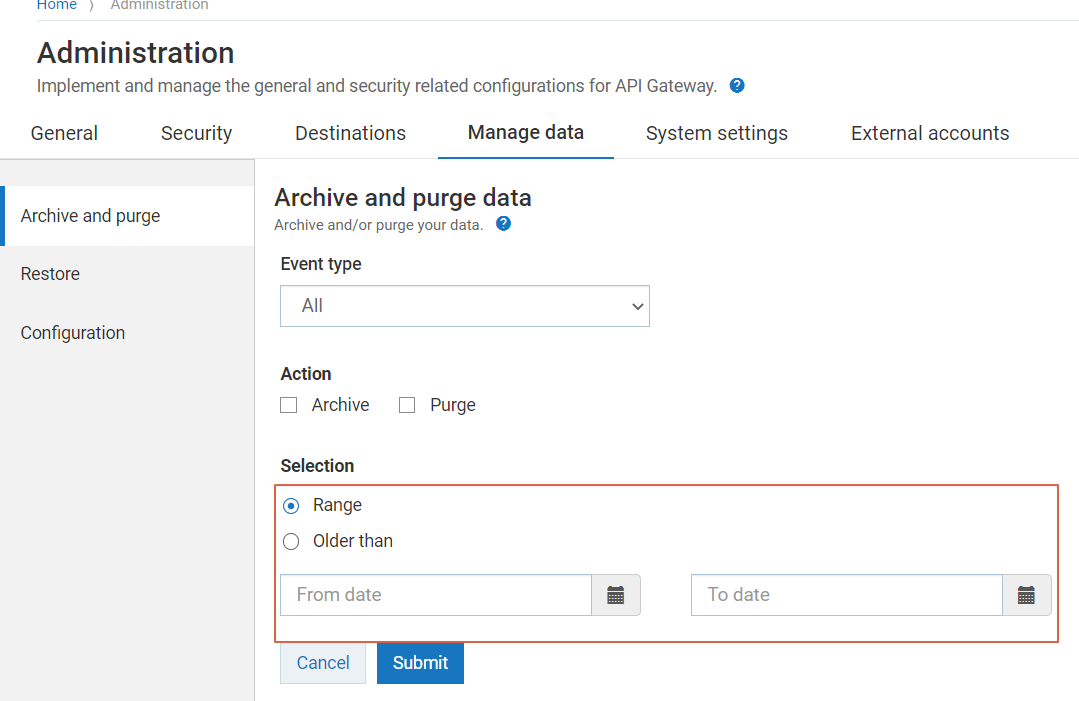 Home 〉 Administration
Administration
Implement and manage the general and security related configurations for API Gateway. ?
General Security Destinations Manage data System settings External accounts
Archive and purge
Restore
Configuration
Archive and purge data
Archive and/or purge your data. ?
Event type
All
Action
Archive Purge
Selection
Range
Older than
From date To date
Cancel Submit